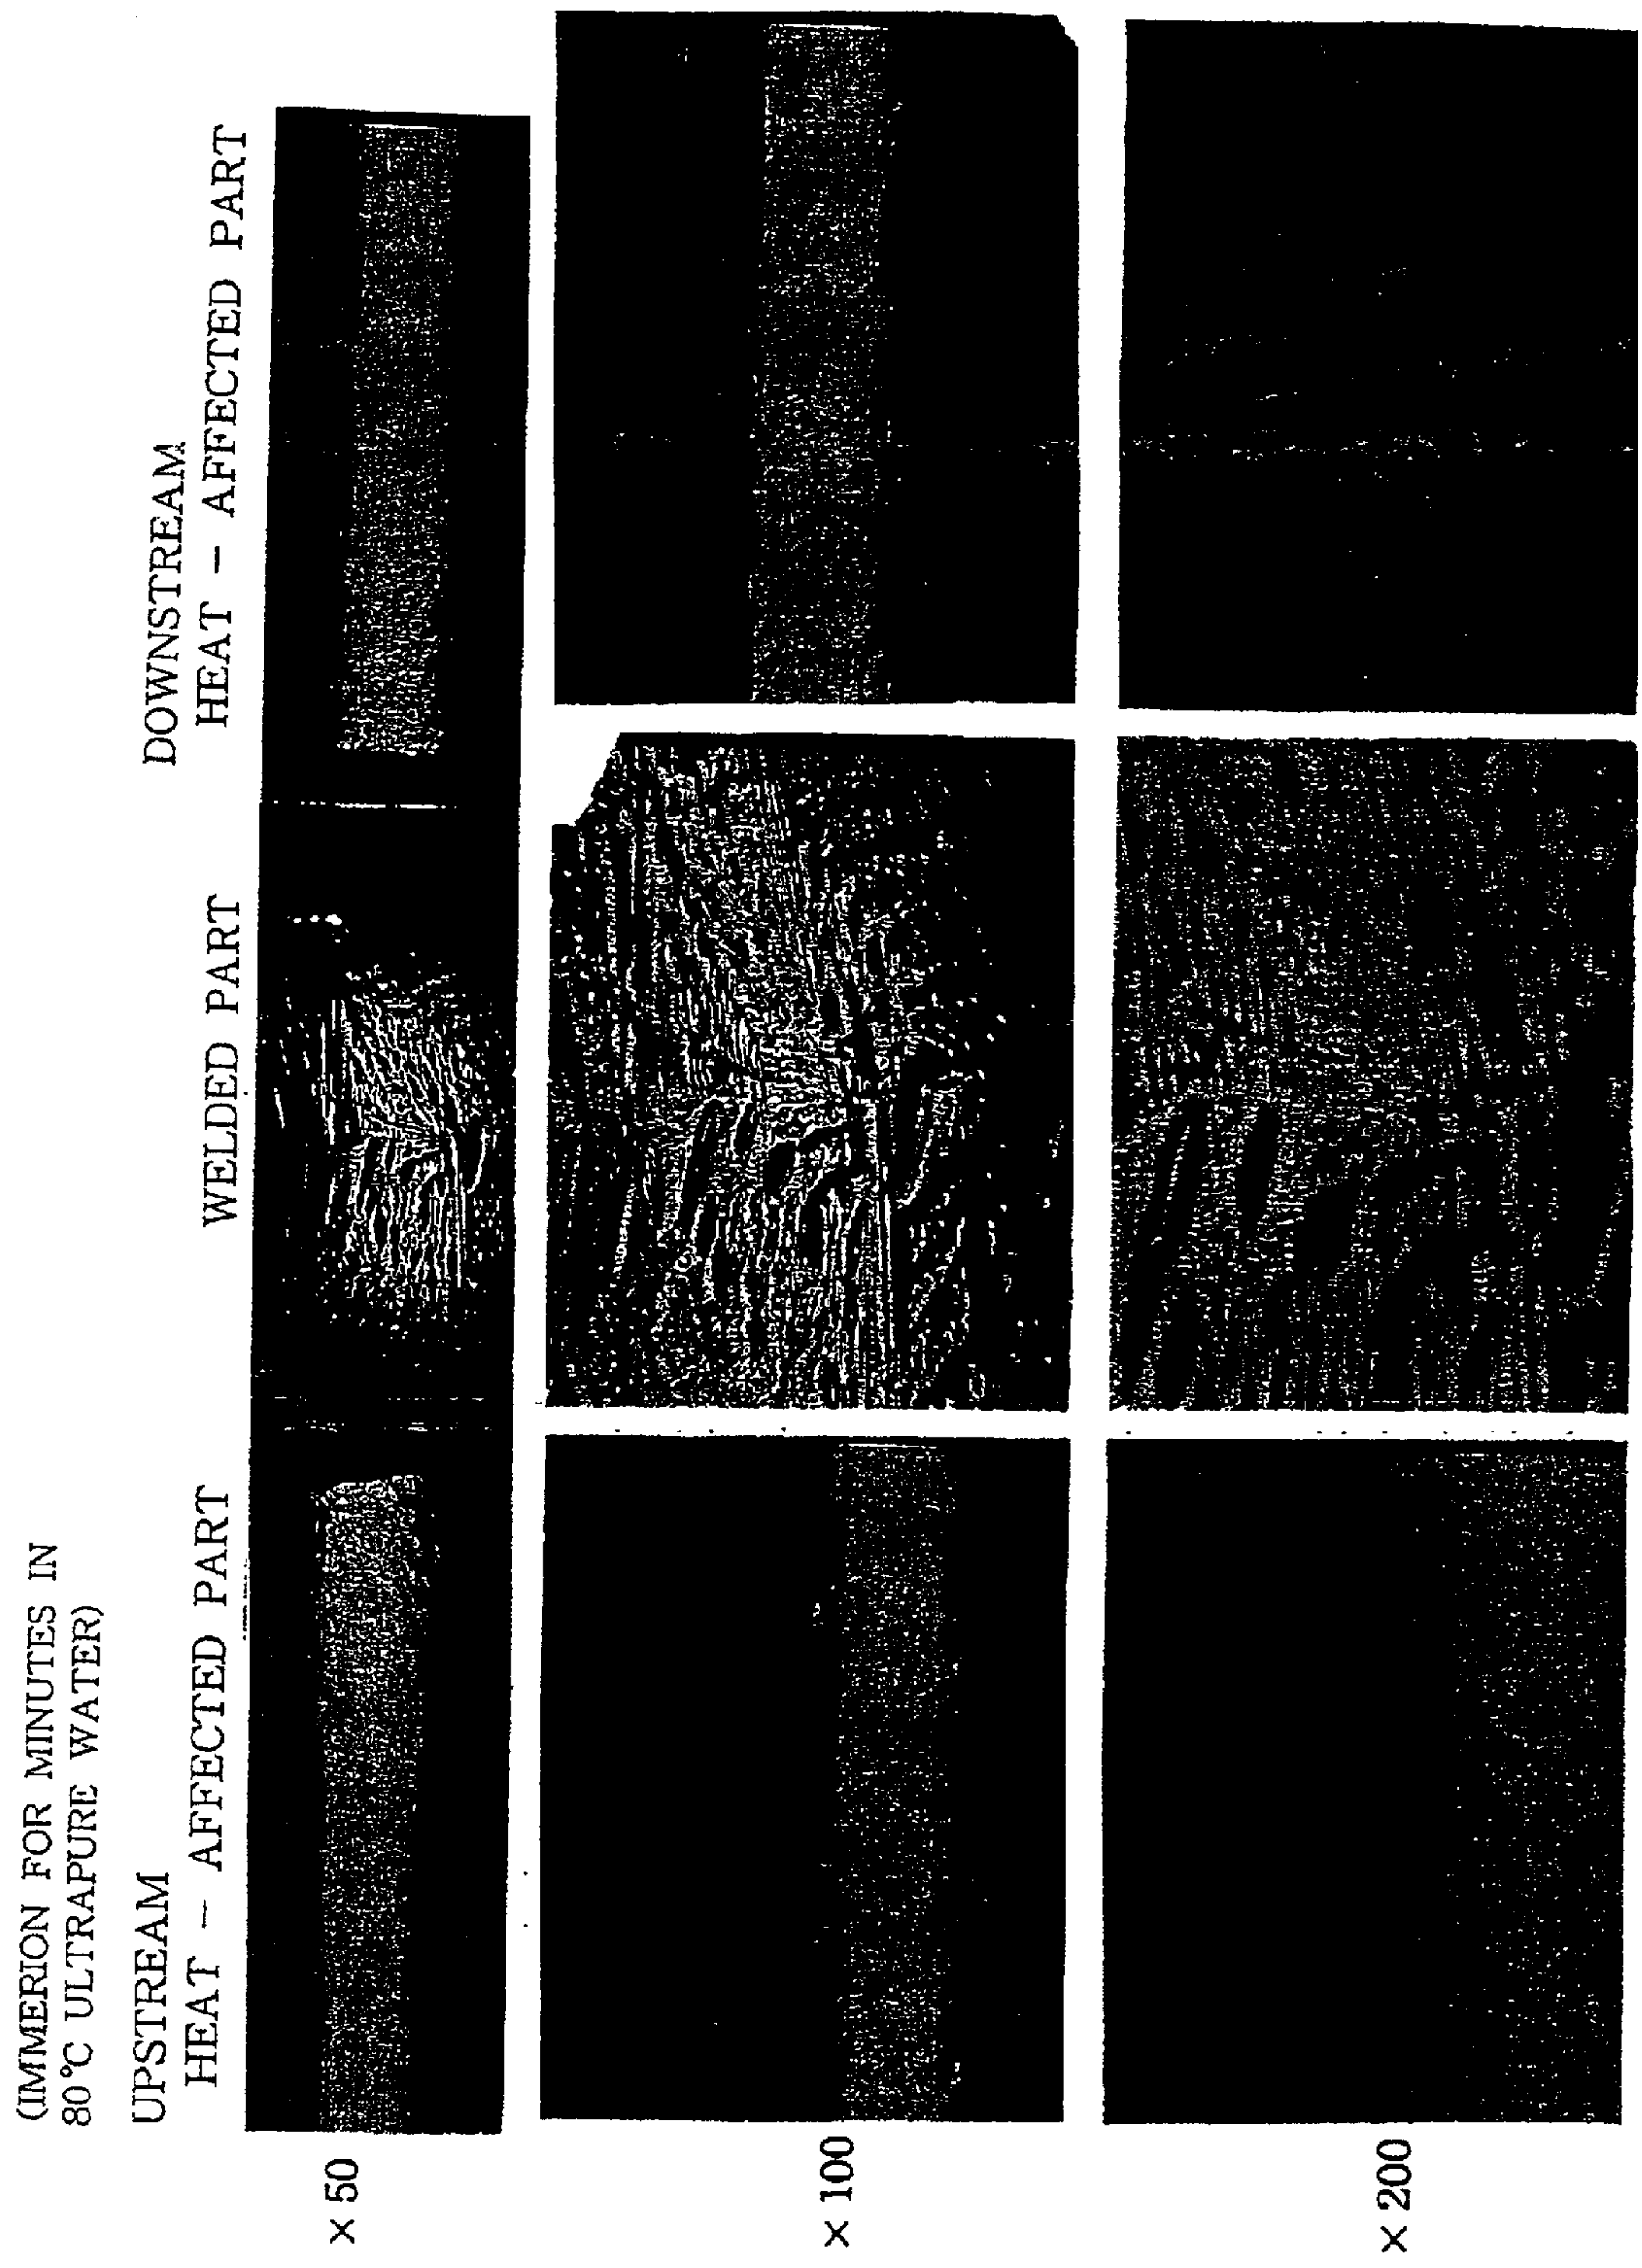 (IMMERION FOR MINUTES IN
80°C ULTRAPURE WATER)
UPSTREAM
HEAT - AFFECTED PART
WELDED PART
DOWNSTREAM
HEAT - AFFECTED PART
× 50
× 100
× 200